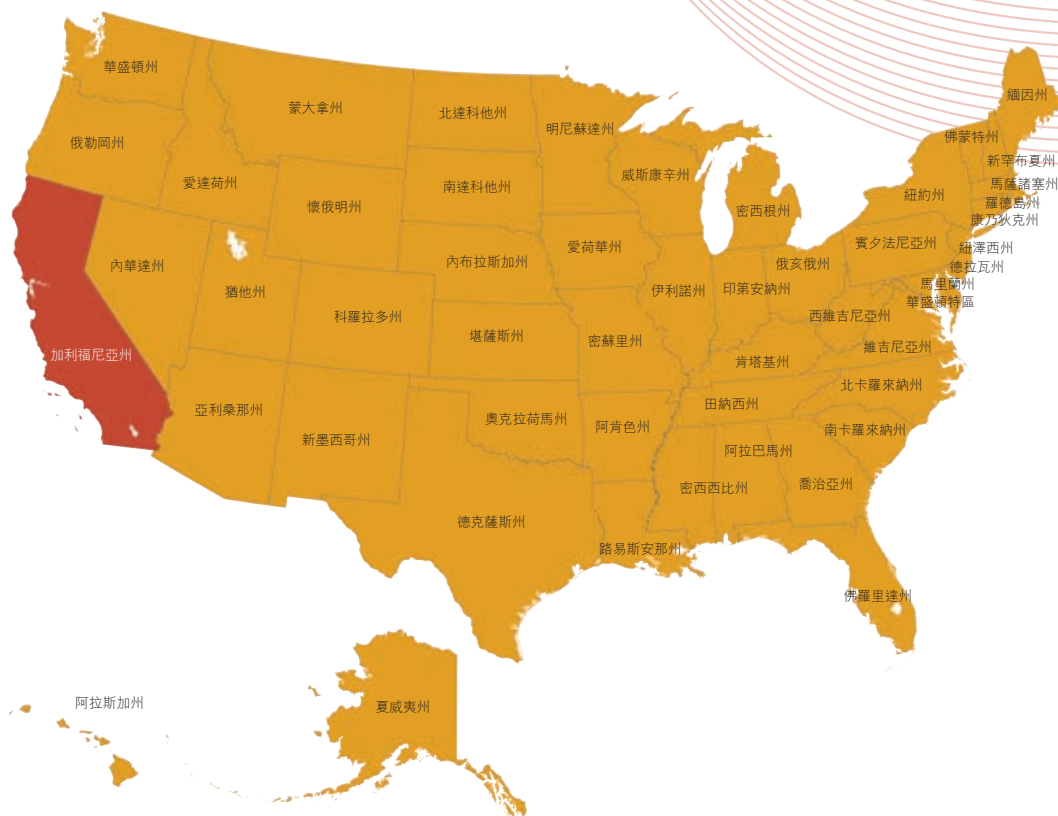 華盛頓州
蒙大拿州
北達科他州
明尼蘇達州
緬因州
俄勒岡州
佛蒙特州
新罕布夏州
愛達荷州
懷俄明州
南達科他州
威斯康辛州
密西根州
紐約州
馬薩諸塞州
羅德島州
康乃狄克州
內華達州
猶他州
內布拉斯加州
愛荷華州
俄亥俄州
賓夕法尼亞州
紐澤西州
德拉瓦州
馬里蘭州
華盛頓特區
科羅拉多州
伊利諾州
印第安納州
西維吉尼亞州
加利福尼亞州
堪薩斯州
密蘇里州
肯塔基州
維吉尼亞州
亞利桑那州
新墨西哥州
奧克拉荷馬州
阿肯色州
田納西州
北卡羅來納州
南卡羅來納州
德克薩斯州
密西西比州
阿拉巴馬州
喬治亞州
路易斯安那州
佛羅里達州
阿拉斯加州
夏威夷州